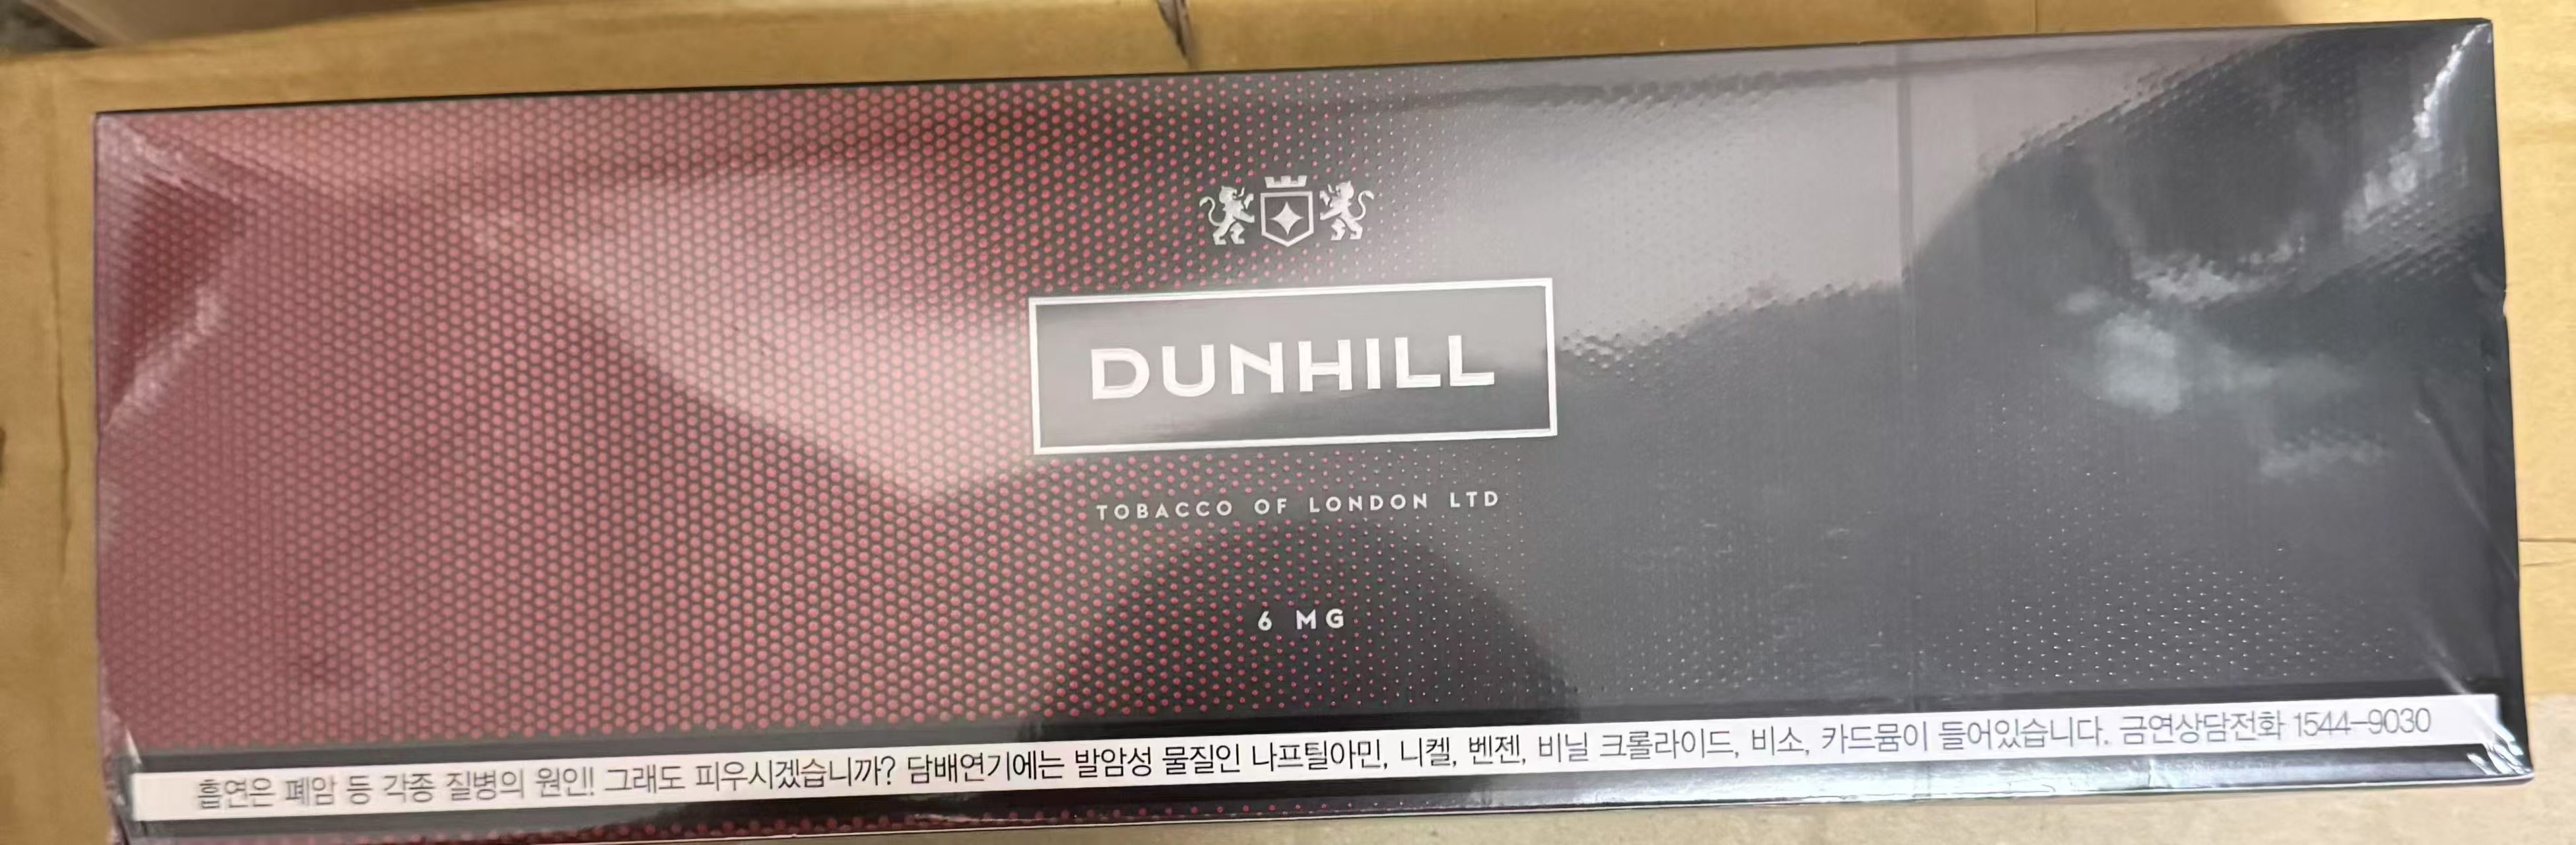 DUNHILL
TOBACCO OF LONDON LTD
6 MG
흡연은 폐암 등 각종 질병의 원인! 그래도 피우시겠습니까? 담배연기에는 발암성 물질인 나프틸아민, 니켈, 벤젠, 비닐 크롤라이드, 비소, 카드뮴이 들어있습니다. 금연상담전화 1544-9030